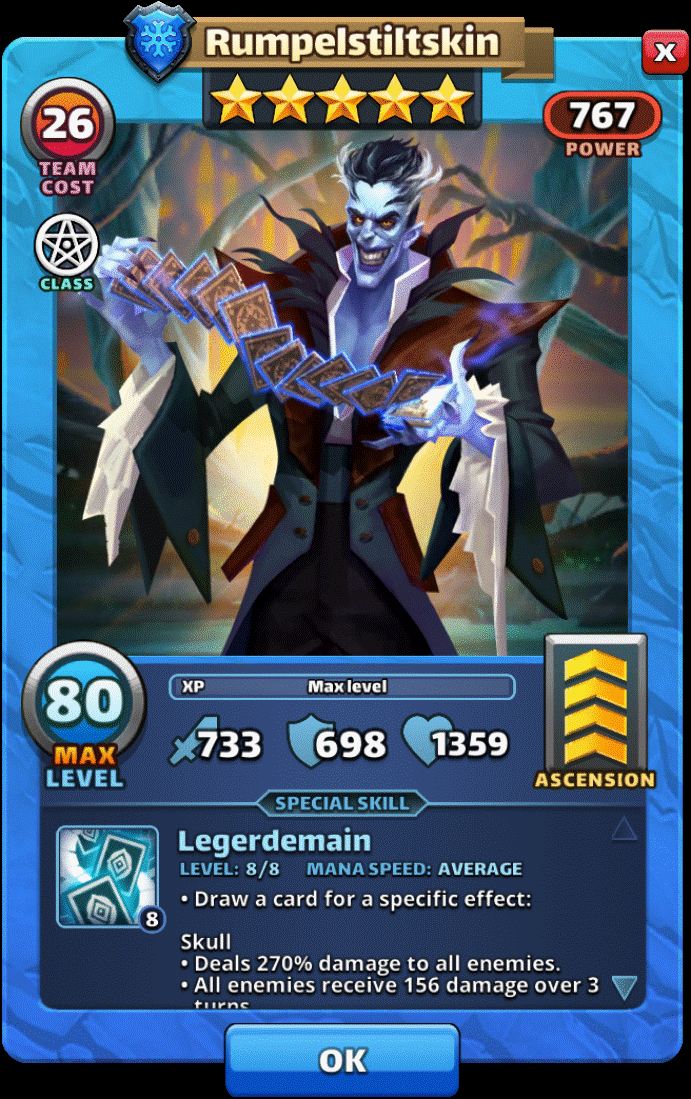 Rumpelstiltskin
X
26
TEAM
COST
767
POWER
CLASS
80
MAX
LEVEL
XP Max level
733 698 1359
ASCENSION
SPECIAL SKILL
Legerdemain
LEVEL: 8/8 MANA SPEED: AVERAGE
8
• Draw a card for a specific effect:
Skull
• Deals 270% damage to all enemies.
• All enemies receive 156 damage over 3
turns
OK